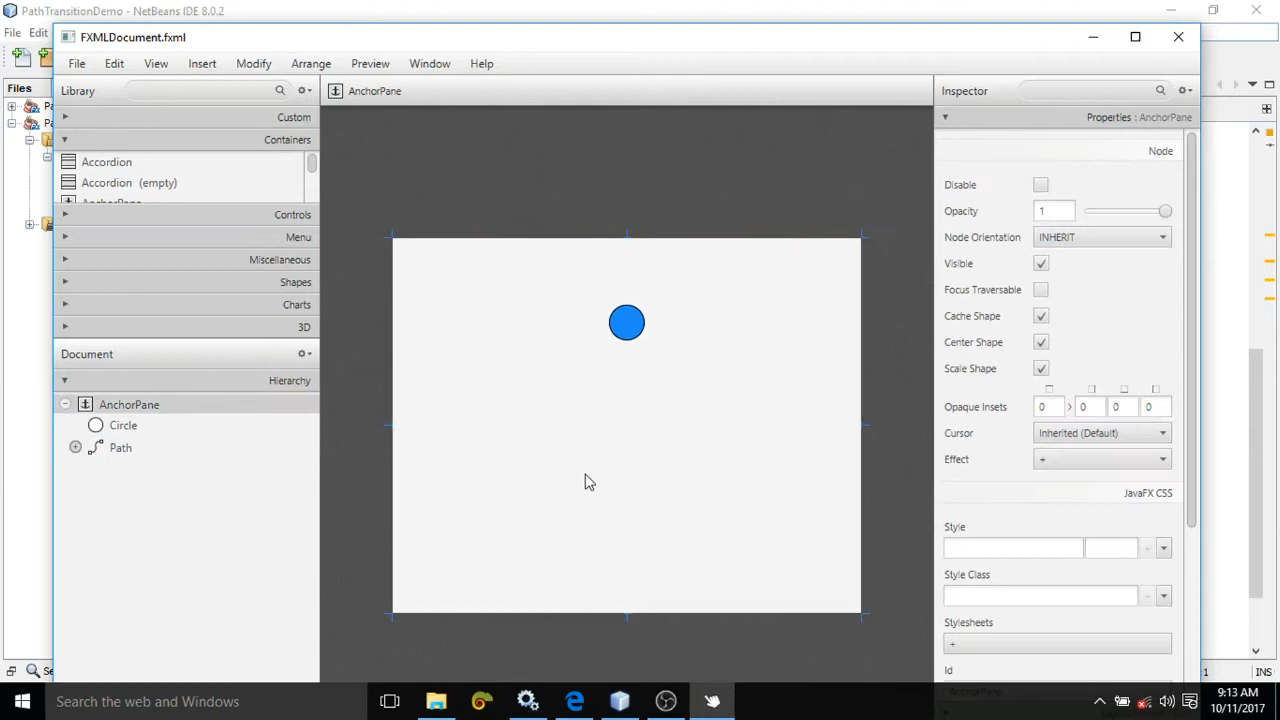 PathTransitionDemo - NetBeans IDE 8.0.2
File Edit
FXMLDocument.fxml
File Edit View Insert Modify Arrange Preview Window Help
Files
Library
AnchorPane
Inspector
Custom
Properties : AnchorPane
Containers
Node
Accordion
Accordion (empty)
AnchorPane
Disable
Controls
Opacity 1
Menu
Node Orientation INHERIT
Miscellaneous
Visible
Shapes
Focus Traversable
Charts
Cache Shape
3D
Center Shape
Document
Scale Shape
Hierarchy
AnchorPane
Opaque Insets 0 0 0 0
Circle
Cursor Inherited (Default)
Path
Effect +
JavaFX CSS
Style
Style Class
Stylesheets
+
Id
AnchorPane
INS
Search the web and Windows
9:13 AM
10/11/2017